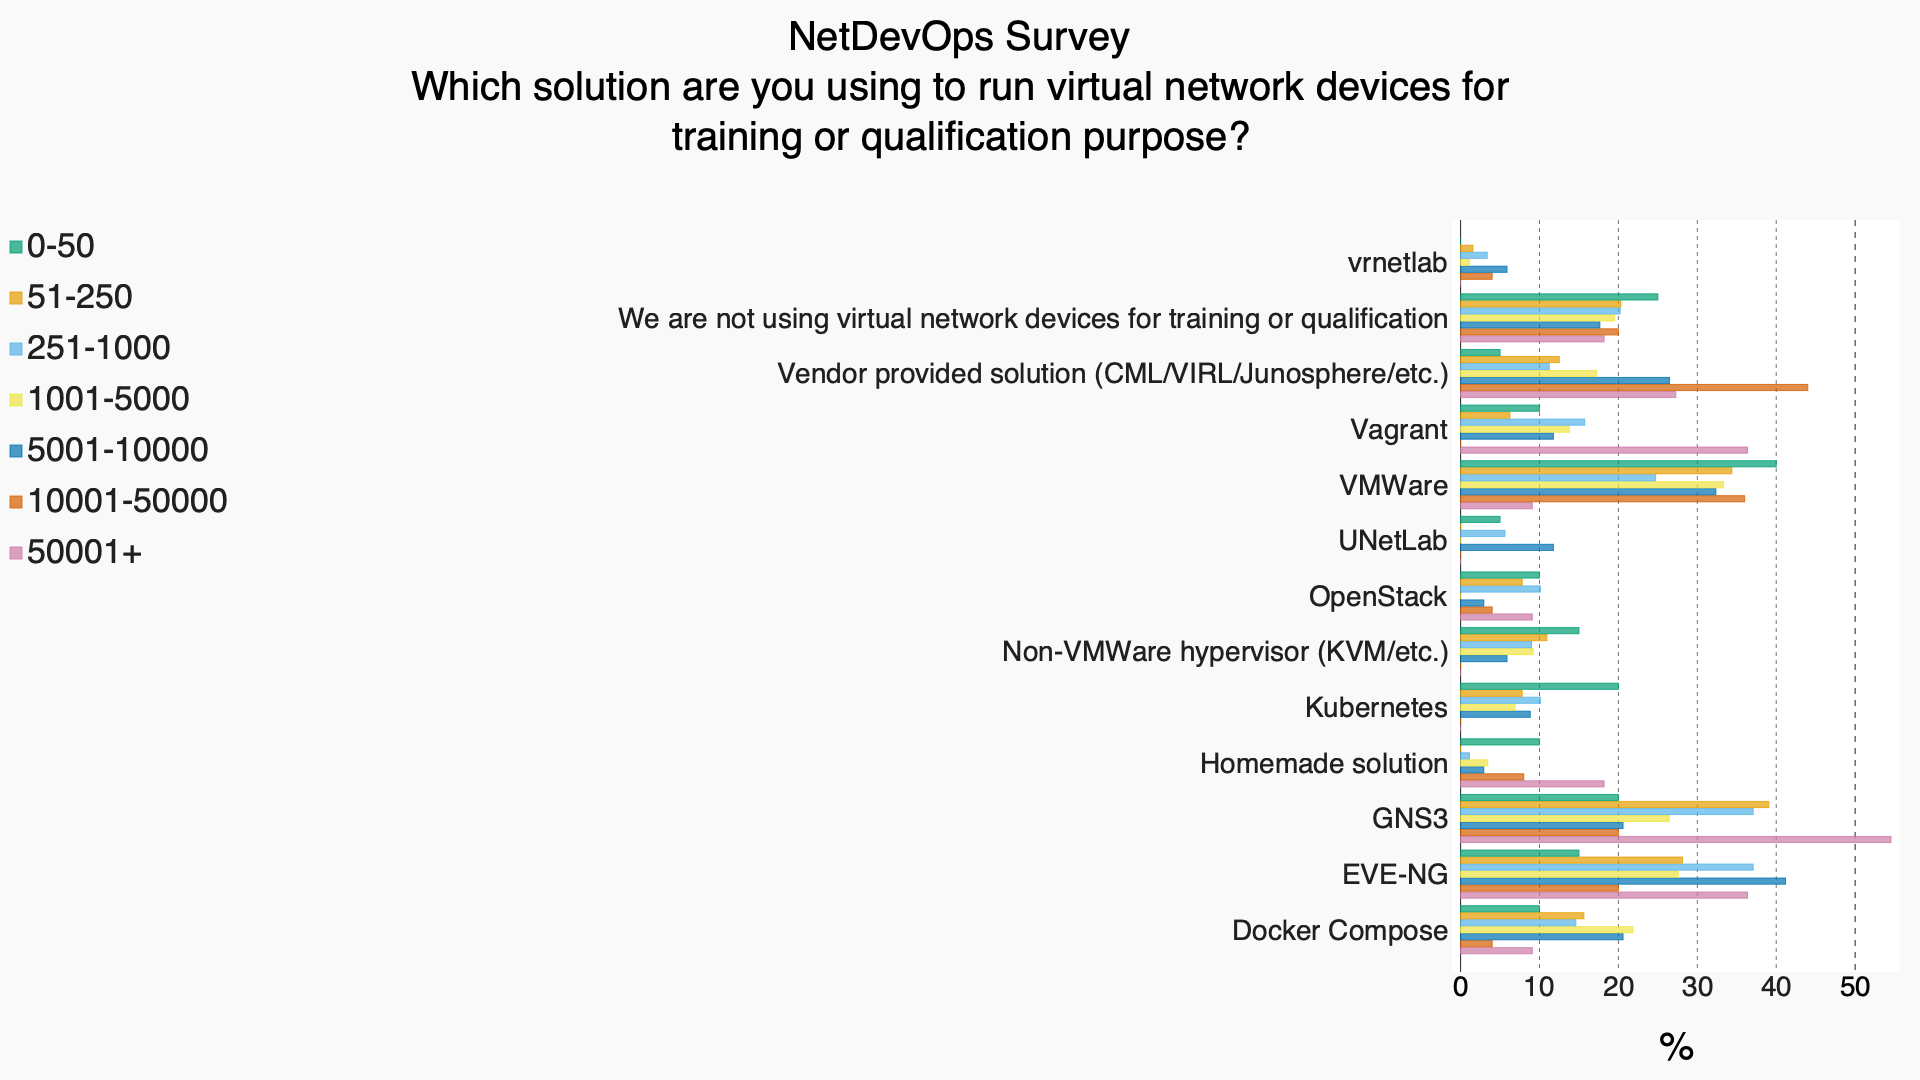 NetDevOps Survey
Which solution are you using to run virtual network devices for
training or qualification purpose?
0-50
51-250
251-1000
1001-5000
5001-10000
10001-50000
50001+
vrnetlab
We are not using virtual network devices for training or qualification
Vendor provided solution (CML/VIRL/Junosphere/etc.)
Vagrant
VMWare
UNetLab
OpenStack
Non-VMWare hypervisor (KVM/etc.)
Kubernetes
Homemade solution
GNS3
EVE-NG
Docker Compose
0 10 20 30 40 50
%